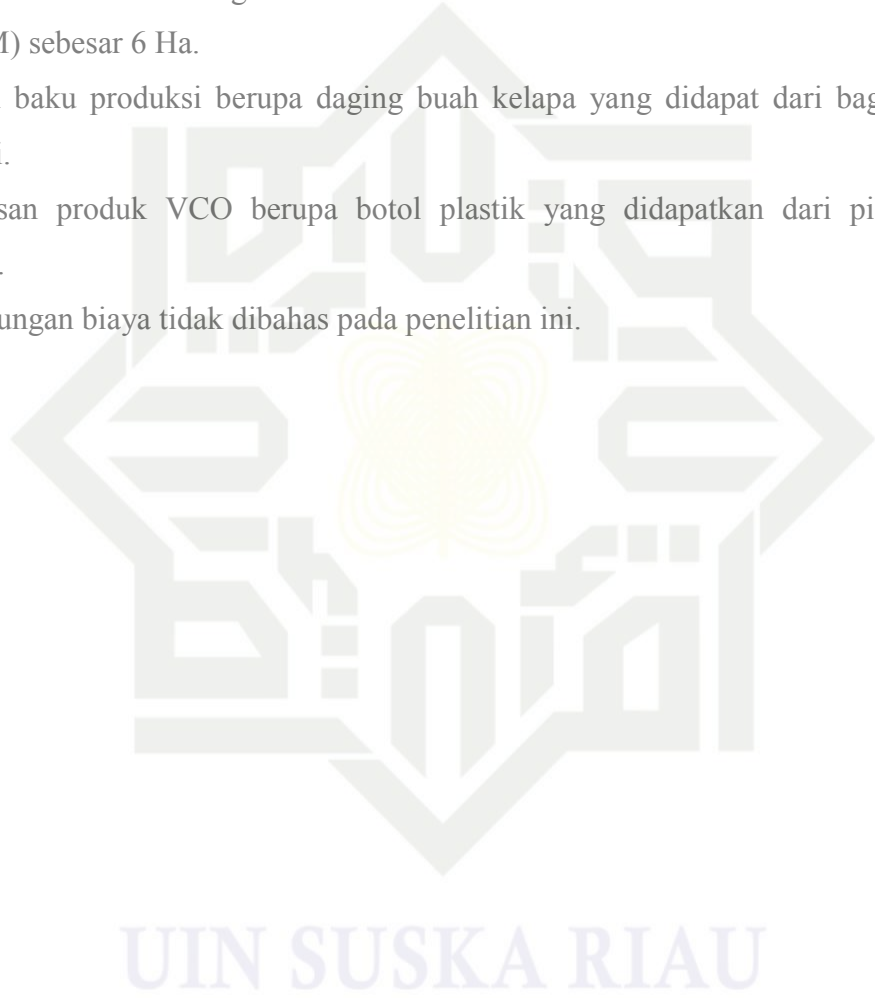 M) sebesar 6 Ha.
baku produksi berupa daging buah kelapa yang didapat dari bag
i.
san produk VCO berupa botol plastik yang didapatkan dari pi
.
ungan biaya tidak dibahas pada penelitian ini.
UIN SUSKA RIAU